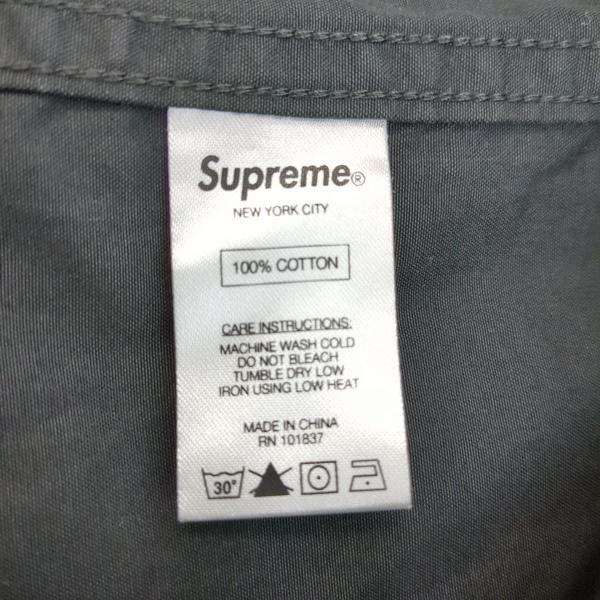 Supreme®
NEW YORK CITY
100% COTTON
CARE INSTRUCTIONS:
MACHINE WASH COLD
DO NOT BLEACH
TUMBLE DRY LOW
IRON USING LOW HEAT
MADE IN CHINA
RN 101837
30°